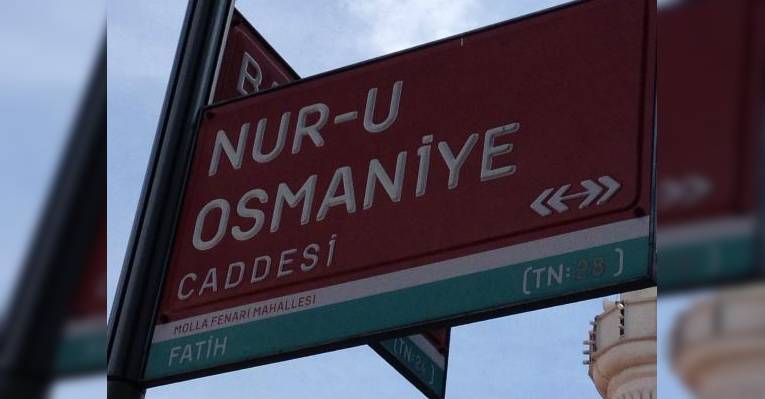 NUR-U
OSMANİYE
CADDESİ
MOLLA FENARİ MAHALLESİ
FATİH
(TN: 28)